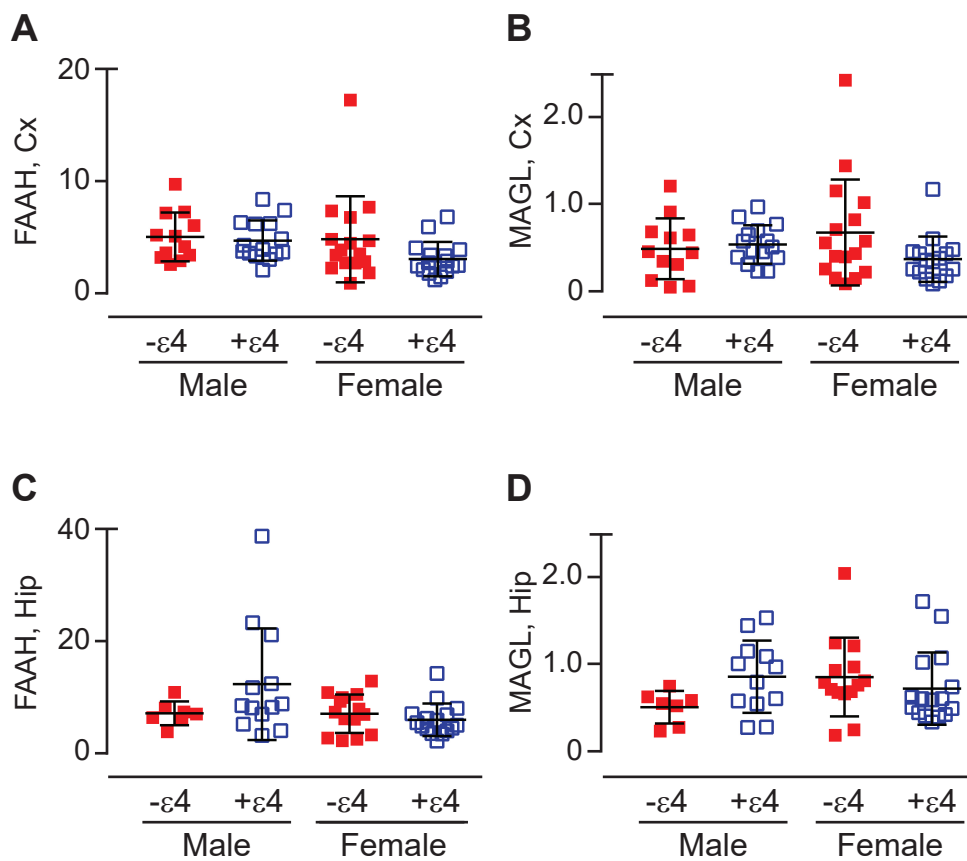 A
FAAH, Cx
20
10
0
-ε4 +ε4 -ε4 +ε4
Male Female
B
MAGL, Cx
2.0
1.0
0
-ε4 +ε4 -ε4 +ε4
Male Female
C
FAAH, Hip
40
20
0
-ε4 +ε4 -ε4 +ε4
Male Female
D
MAGL, Hip
2.0
1.0
0
-ε4 +ε4 -ε4 +ε4
Male Female